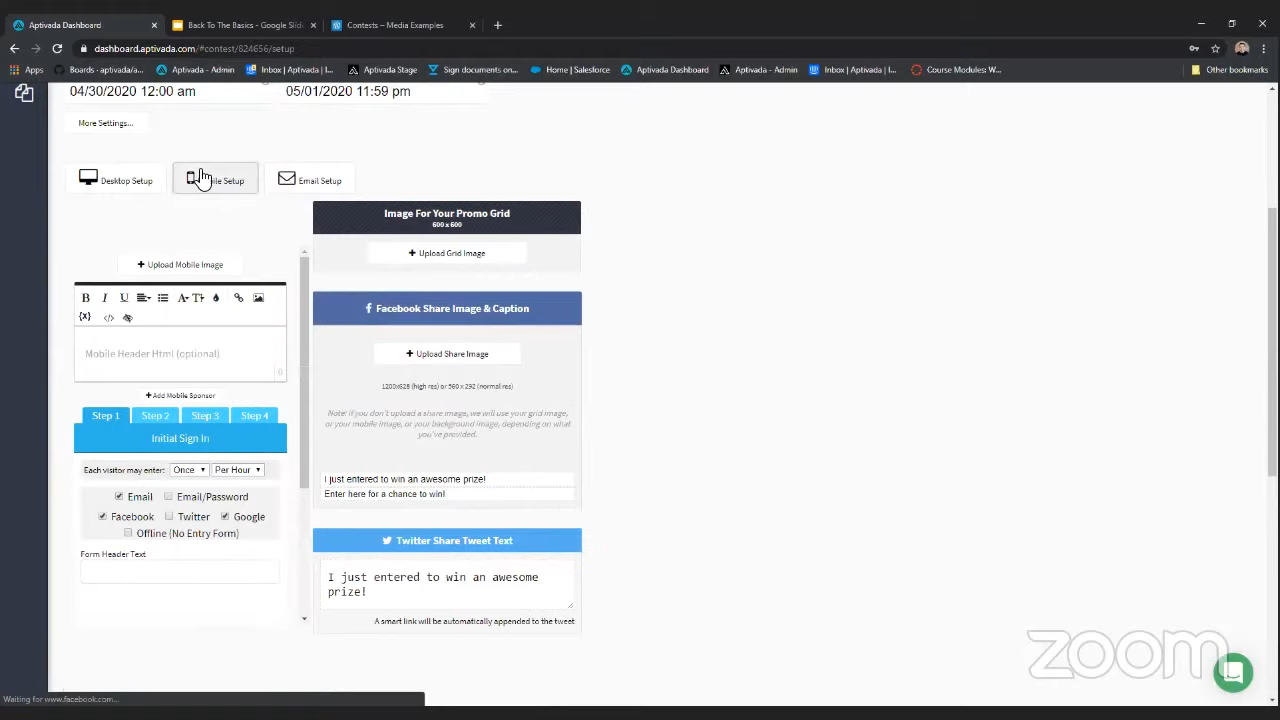 Aptivada Dashboard
Back To The Basics - Google Slid
Contests – Media Examples
dashboard.aptivada.com/#contest/824656/setup
Apps
Boards - aptivada/a...
Aptivada - Admin
Inbox | Aptivada | I...
Aptivada Stage
Sign documents on...
Home | Salesforce
Aptivada Dashboard
Aptivada - Admin
Inbox | Aptivada | I...
Course Modules: W...
Other bookmarks
04/30/2020 12:00 am
05/01/2020 11:59 pm
More Settings...
Desktop Setup
Setup
Email Setup
Image For Your Promo Grid
600 x 600
Upload Grid Image
Upload Mobile Image
B I U
{x} </>
Mobile Header Html (optional)
0
Add Mobile Sponsor
Step 1
Step 2
Step 3
Step 4
Initial Sign In
Each visitor may enter: Once Per Hour
Email Email/Password
Facebook Twitter Google
Offline (No Entry Form)
Form Header Text
Facebook Share Image & Caption
Upload Share Image
1200x628 (high res) or 560 x 292 (normal res)
Note: if you don't upload a share image, we will use your grid image,
or your mobile image, or your background image, depending on what
you've provided.
I just entered to win an awesome prize!
Enter here for a chance to win!
Twitter Share Tweet Text
I just entered to win an awesome
prize!
A smart link will be automatically appended to the tweet
zoom
Waiting for www.facebook.com...